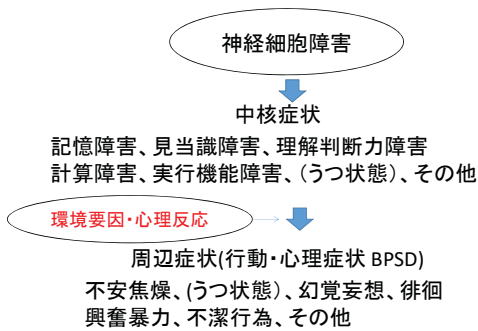 神経細胞障害
中核症状
記憶障害、見当識障害、理解判断力障害
計算障害、実行機能障害、（うつ状態）、その他
環境要因・心理反応
周辺症状(行動・心理症状 BPSD)
不安焦燥、(うつ状態）、幻覚妄想、徘徊
興奮暴力、不潔行為、その他